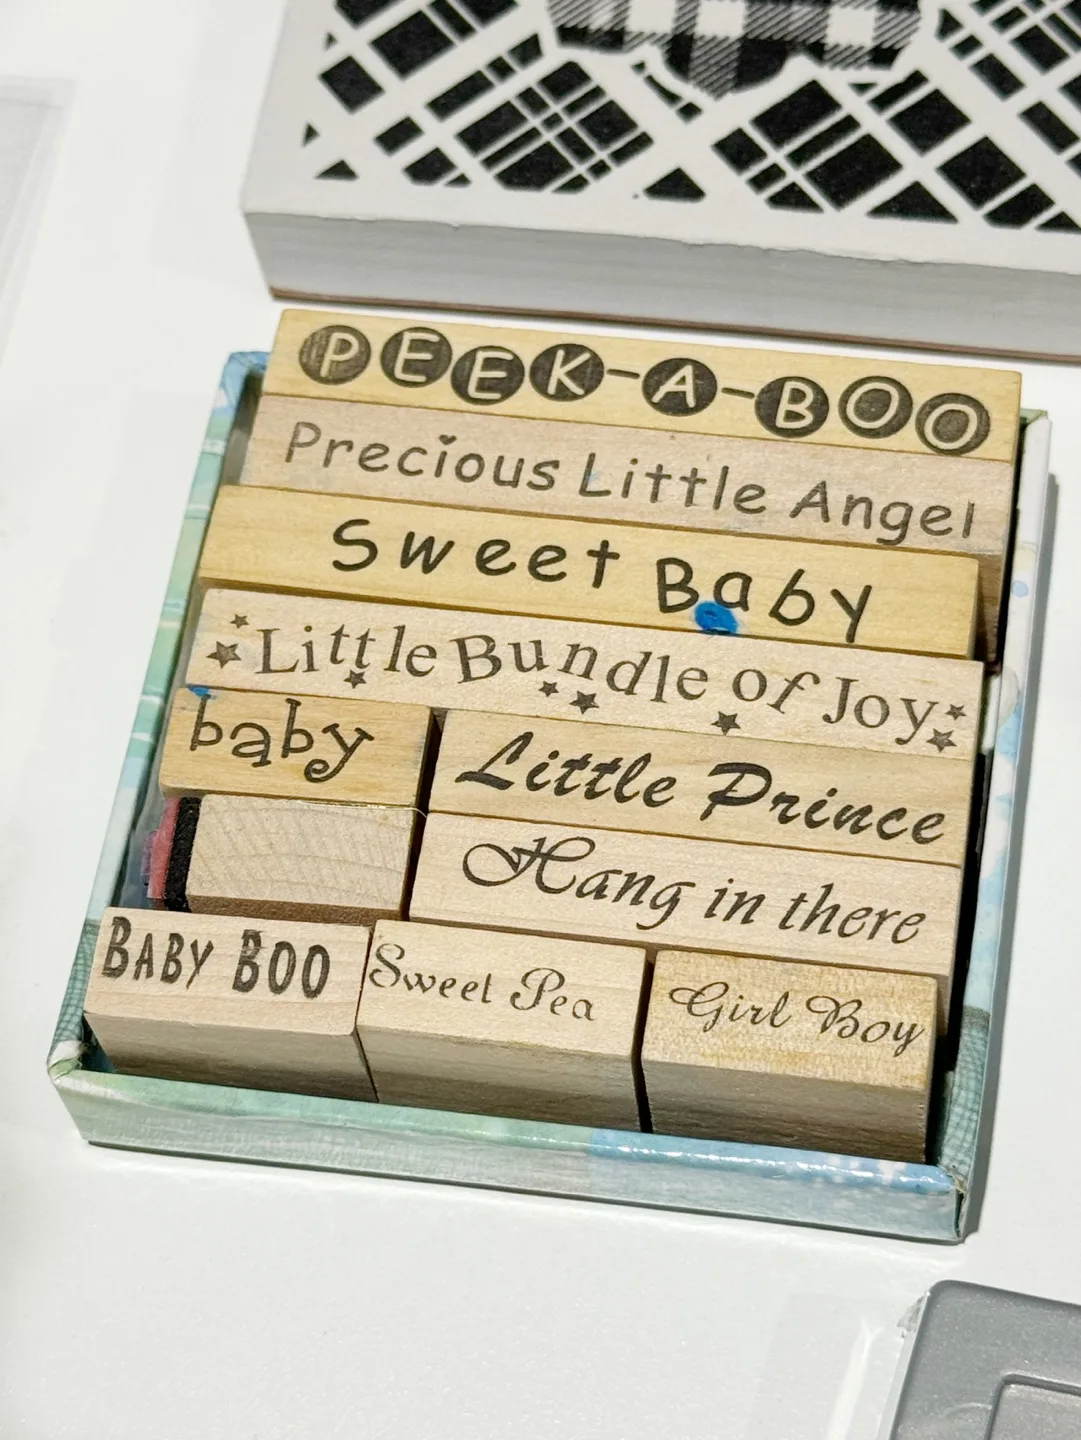 PEEK-A-BOO
Precious Little Angel
Sweet Baby
Little Bundle of Joy
baby
Little Prince
Hang in there
BABY BOO
Sweet Pea
Girl Boy